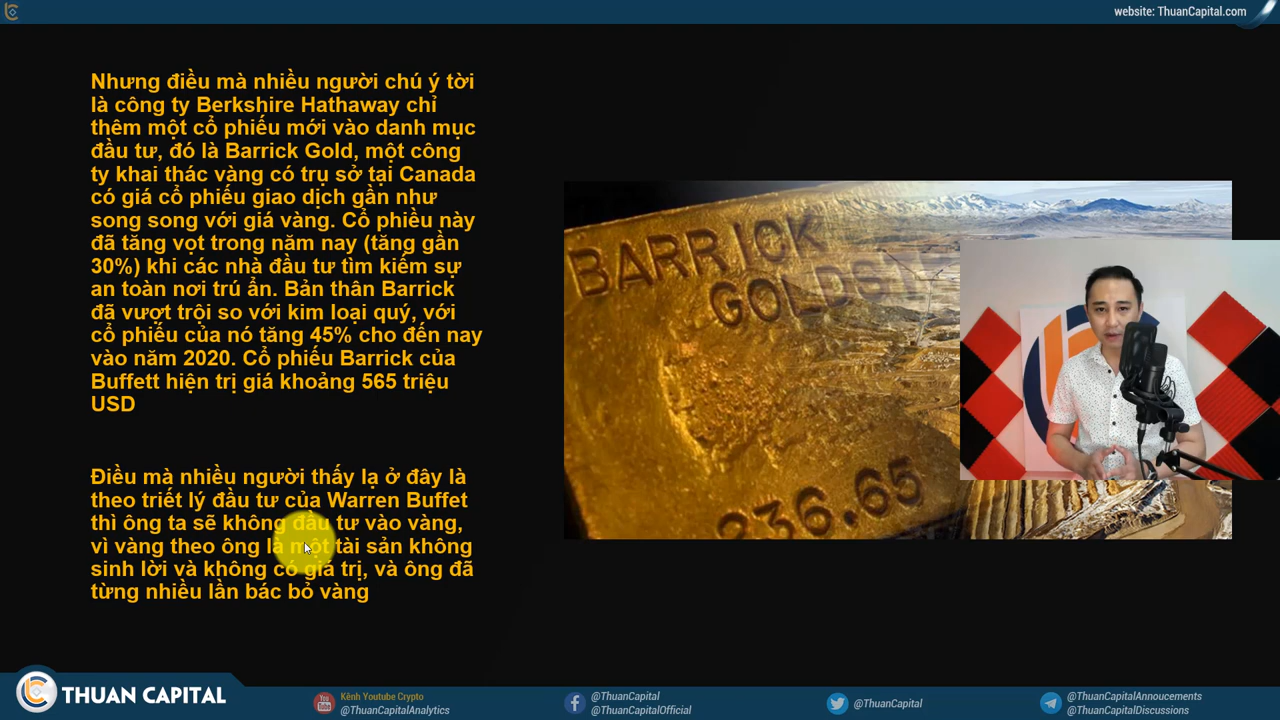 website: ThuanCapital.com
Nhưng điều mà nhiều người chú ý tời
là công ty Berkshire Hathaway chỉ
thêm một cổ phiếu mới vào danh mục
đầu tư, đó là Barrick Gold, một công
ty khai thác vàng có trụ sở tại Canada
có giá cổ phiếu giao dịch gần như
song song với giá vàng. Cổ phiếu này
đã tăng vọt trong năm nay (tăng gần
30%) khi các nhà đầu tư tìm kiếm sự
an toàn nơi trú ẩn. Bản thân Barrick
đã vượt trội so với kim loại quý, với
cổ phiếu của nó tăng 45% cho đến nay
vào năm 2020. Cổ phiếu Barrick của
Buffett hiện trị giá khoảng 565 triệu
USD
Điều mà nhiều người thấy lạ ở đây là
theo triết lý đầu tư của Warren Buffet
thì ông ta sẽ không đầu tư vào vàng,
vì vàng theo ông là một tài sản không
sinh lời và không có giá trị, và ông đã
từng nhiều lần bác bỏ vàng
BARRICK
236.65
THUAN CAPITAL
You Tube
Kênh Youtube Crypto
@ThuanCapitalAnalytics
@ThuanCapital
@ThuanCapitalOfficial
@ThuanCapital
@ThuanCapitalAnnoucements
@ThuanCapitalDiscussions